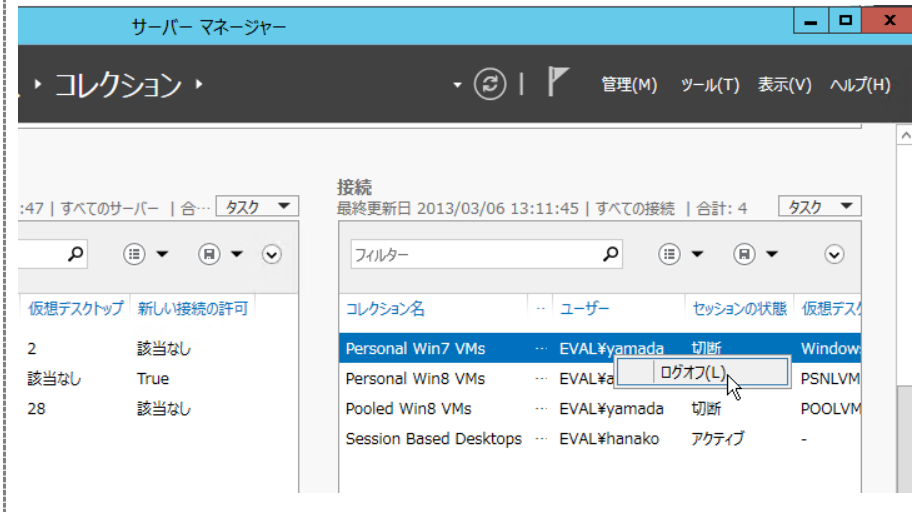 サーバー マネージャー
コレクション
管理(M) ツール(T) 表示(V) ヘルプ(H)
:47 | すべてのサーバー | 合… タスク
接続
最終更新日 2013/03/06 13:11:45 | すべての接続 | 合計: 4 タスク
フィルター
仮想デスクトップ 新しい接続の許可
2 該当なし
該当なし True
28 該当なし
コレクション名 … ユーザー セッションの状態 仮想デスク
Personal Win7 VMs … EVAL¥yamada 切断 Window
Personal Win8 VMs … EVAL¥a PSNLVM
ログオフ(L)
Pooled Win8 VMs … EVAL¥yamada 切断 POOLVM
Session Based Desktops … EVAL¥hanako アクティブ -